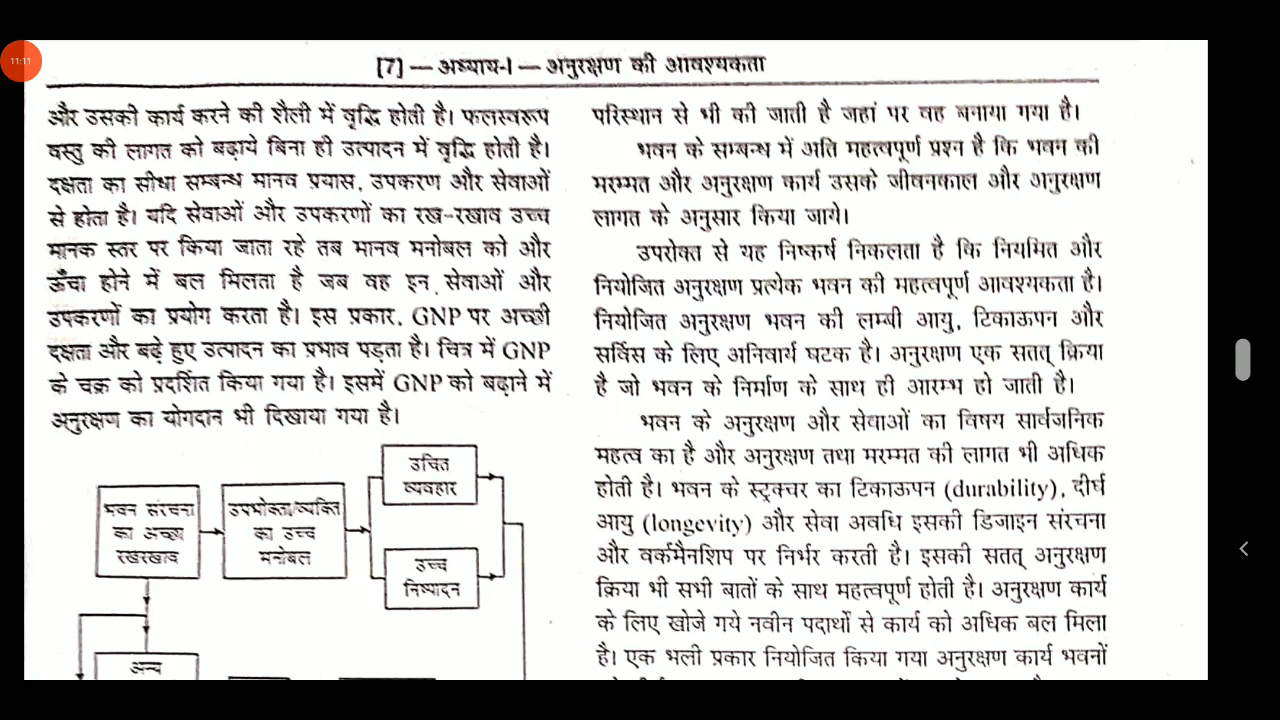 11:11
[7] — अध्याय-I — अनुरक्षण की आवश्यकता
और उसकी कार्य करने की शैली में वृद्धि होती है। फलस्वरूप
वस्तु की लागत को बढ़ाये बिना ही उत्पादन में वृद्धि होती है।
दक्षता का सीधा सम्बन्ध मानव प्रयास, उपकरण और सेवाओं
से होता है। यदि सेवाओं और उपकरणों का रख-रखाव उच्च
मानक स्तर पर किया जाता रहे तब मानव मनोबल को और
ऊँचा होने में बल मिलता है जब वह इन सेवाओं और
उपकरणों का प्रयोग करता है। इस प्रकार, GNP पर अच्छी
दक्षता और बढ़े हुए उत्पादन का प्रभाव पड़ता है। चित्र में GNP
के चक्र को प्रदर्शित किया गया है। इसमें GNP को बढ़ाने में
अनुरक्षण का योगदान भी दिखाया गया है।
भवन संरचना
का अच्छा
रखरखाव
उपभोक्ता/व्यक्ति
का उच्च
मनोबल
उचित
व्यवहार
उच्च
निष्पादन
अन्य
परिस्थान से भी की जाती है जहां पर वह बनाया गया है।
भवन के सम्बन्ध में अति महत्वपूर्ण प्रश्न है कि भवन की
मरम्मत और अनुरक्षण कार्य उसके जीवनकाल और अनुरक्षण
लागत के अनुसार किया जाये।
उपरोक्त से यह निष्कर्ष निकलता है कि नियमित और
नियोजित अनुरक्षण प्रत्येक भवन की महत्वपूर्ण आवश्यकता है।
नियोजित अनुरक्षण भवन की लम्बी आयु, टिकाऊपन और
सर्विस के लिए अनिवार्य घटक है। अनुरक्षण एक सतत् क्रिया
है जो भवन के निर्माण के साथ ही आरम्भ हो जाती है।
भवन के अनुरक्षण और सेवाओं का विषय सार्वजनिक
महत्व का है और अनुरक्षण तथा मरम्मत की लागत भी अधिक
होती है। भवन के स्ट्रक्चर का टिकाऊपन (durability), दीर्घ
आयु (longevity) और सेवा अवधि इसकी डिजाइन संरचना
और वर्कमैनशिप पर निर्भर करती है। इसकी सतत् अनुरक्षण
क्रिया भी सभी बातों के साथ महत्वपूर्ण होती है। अनुरक्षण कार्य
के लिए खोजे गये नवीन पदार्थो से कार्य को अधिक बल मिला
है। एक भली प्रकार नियोजित किया गया अनुरक्षण कार्य भवनों